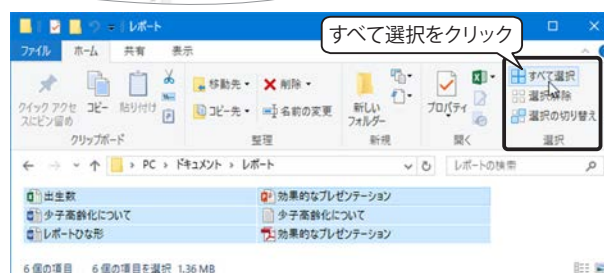 レポート
すべて選択をクリック
ファイル ホーム 共有 表示
クイック アクセスにピン留め
コピー
貼り付け
移動先
コピー先
削除
名前の変更
新しいフォルダー
プロパティ
すべて選択
選択解除
選択の切り替え
クリップボード 整理 新規 開く 選択
PC › ドキュメント › レポート
レポートの検索
出生数 効果的なプレゼンテーション
少子高齢化について 少子高齢化について
レポートひな形 効果的なプレゼンテーション
6 個の項目 6 個の項目を選択 1.36 MB